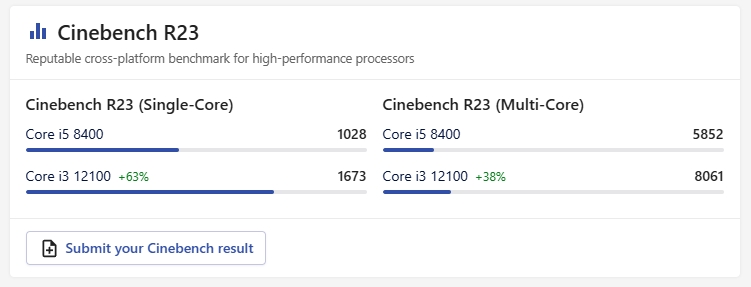 Cinebench R23
Reputable cross-platform benchmark for high-performance processors
Cinebench R23 (Single-Core)
Core i5 8400 1028
Core i3 12100 +63% 1673
Cinebench R23 (Multi-Core)
Core i5 8400 5852
Core i3 12100 +38% 8061
Submit your Cinebench result